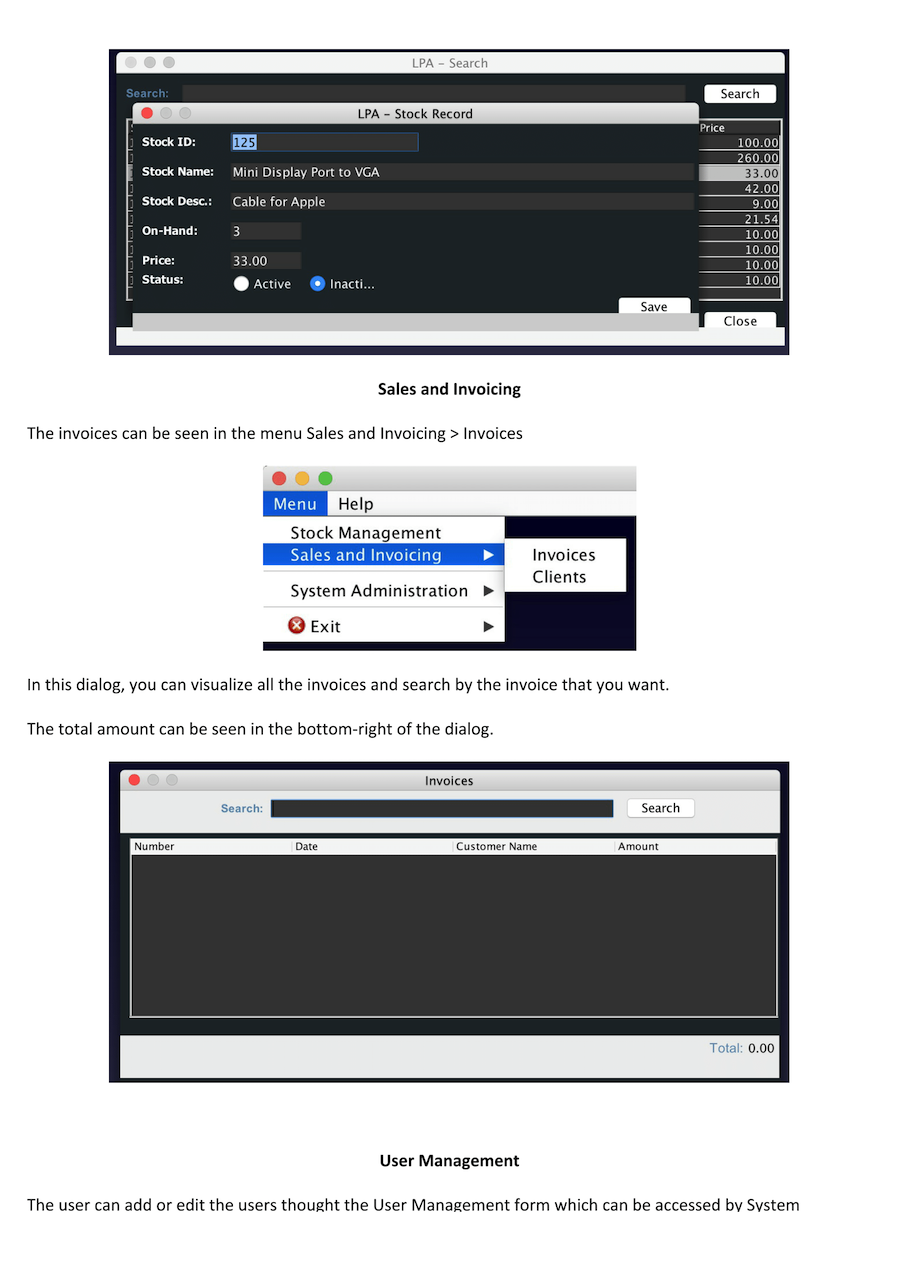 LPA – Search
Search:
Search
LPA – Stock Record
Price
Stock ID: 125
100.00
260.00
Stock Name: Mini Display Port to VGA
33.00
42.00
Stock Desc.: Cable for Apple
9.00
21.54
On-Hand: 3
10.00
10.00
Price: 33.00
10.00
Status: Active Inacti...
10.00
Save
Close
Sales and Invoicing
The invoices can be seen in the menu Sales and Invoicing > Invoices
Menu Help
Stock Management
Sales and Invoicing
Invoices
Clients
System Administration
Exit
In this dialog, you can visualize all the invoices and search by the invoice that you want.
The total amount can be seen in the bottom-right of the dialog.
Invoices
Search:
Search
Number Date Customer Name Amount
Total: 0.00
User Management
The user can add or edit the users thought the User Management form which can be accessed by System